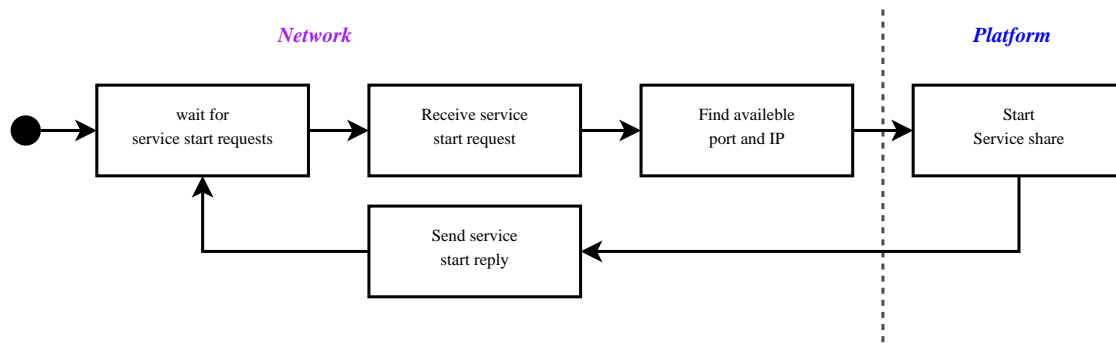 Network
Platform
wait for
service start requests
Receive service
start request
Find availeble
port and IP
Start
Service share
Send service
start reply